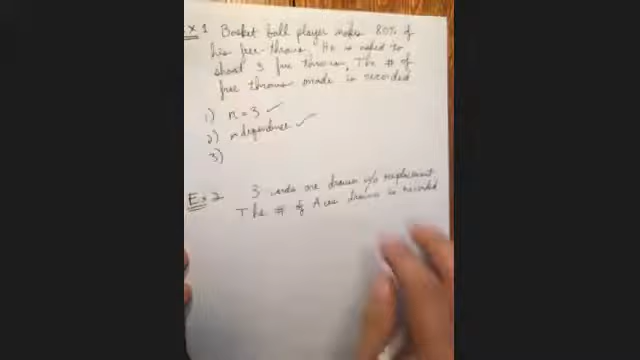 Ex 1 Basket ball player makes 80% of
his free-throws. He is asked to
shoot 3 free throws. The # of
free throws made is recorded
1) n = 3 ✓
2) independence ✓
3)
Ex 2 3 cards are drawn w/o replacement
The # of Aces drawn is recorded